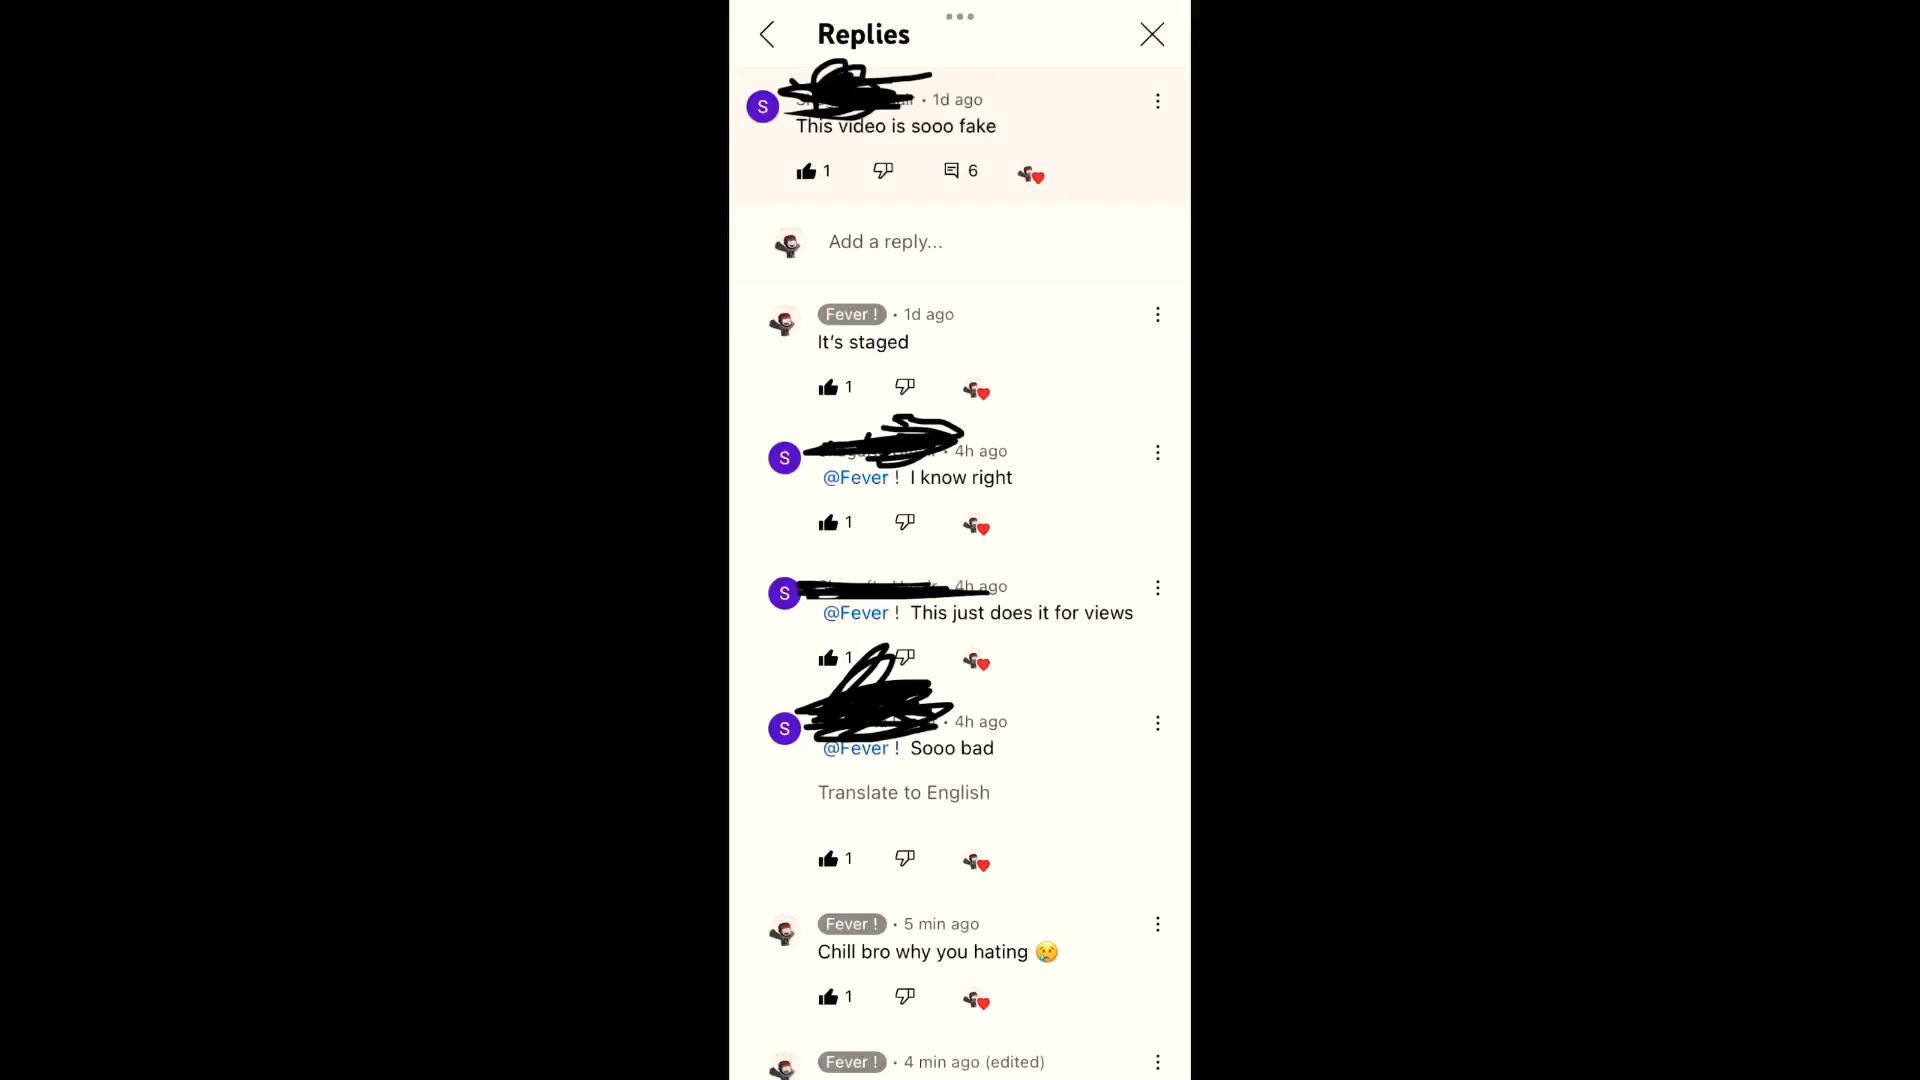 Replies
S
• 1d ago
This video is sooo fake
1
6
Add a reply...
Fever ! • 1d ago
It's staged
1
S
• 4h ago
@Fever ! I know right
1
S
4h ago
@Fever ! This just does it for views
1
S
• 4h ago
@Fever ! Sooo bad
Translate to English
1
Fever ! • 5 min ago
Chill bro why you hating 😢
1
Fever ! • 4 min ago (edited)